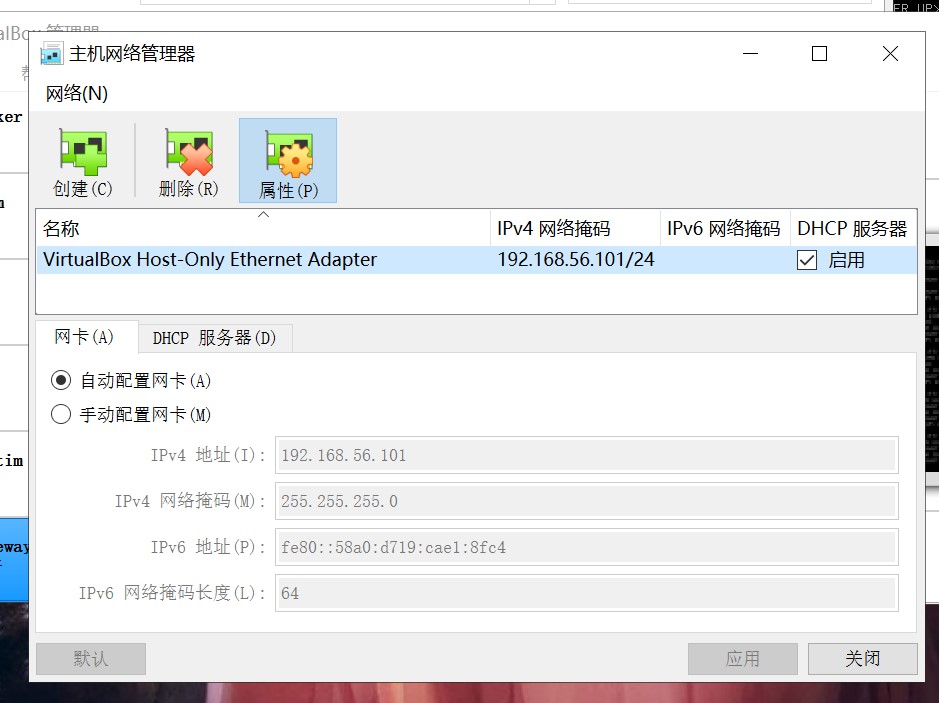 ER UP>
主机网络管理器
ker
网络(N)
创建(C)
删除(R)
属性(P)
名称
IPv4 网络掩码
IPv6 网络掩码
DHCP 服务器
VirtualBox Host-Only Ethernet Adapter
192.168.56.101/24
启用
网卡(A)
DHCP 服务器(D)
自动配置网卡(A)
手动配置网卡(M)
IPv4 地址(I):
192.168.56.101
tim
IPv4 网络掩码(M):
255.255.255.0
eway
IPv6 地址(P):
fe80::58a0:d719:cae1:8fc4
IPv6 网络掩码长度(L):
64
默认
应用
关闭